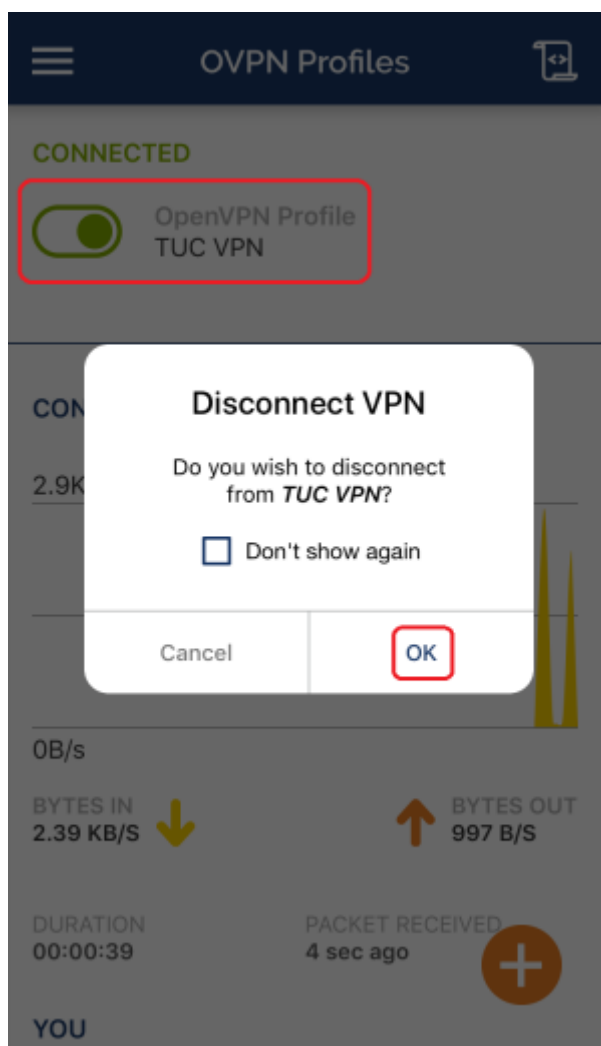 OVPN Profiles
CONNECTED
OpenVPN Profile
TUC VPN
CON
Disconnect VPN
Do you wish to disconnect
from TUC VPN?
Don't show again
Cancel
OK
2.9K
0B/s
BYTES IN
2.39 KB/S
BYTES OUT
997 B/S
DURATION
00:00:39
PACKET RECEIVED
4 sec ago
YOU